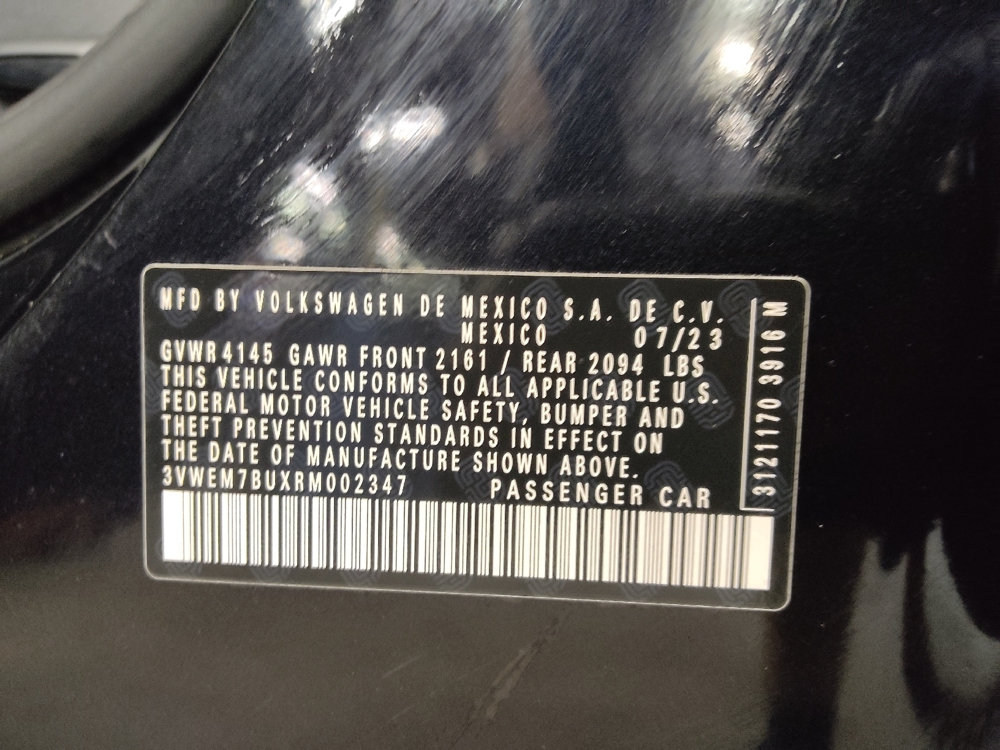 MFD BY VOLKSWAGEN DE MEXICO S.A. DE C.V.
MEXICO 07/23
GVWR 4145 GAWR FRONT 2161 / REAR 2094 LBS
THIS VEHICLE CONFORMS TO ALL APPLICABLE U.S.
FEDERAL MOTOR VEHICLE SAFETY, BUMPER AND
THEFT PREVENTION STANDARDS IN EFFECT ON
THE DATE OF MANUFACTURE SHOWN ABOVE.
3VWEM7BUXRM002347 PASSENGER CAR
3121170 3916 M